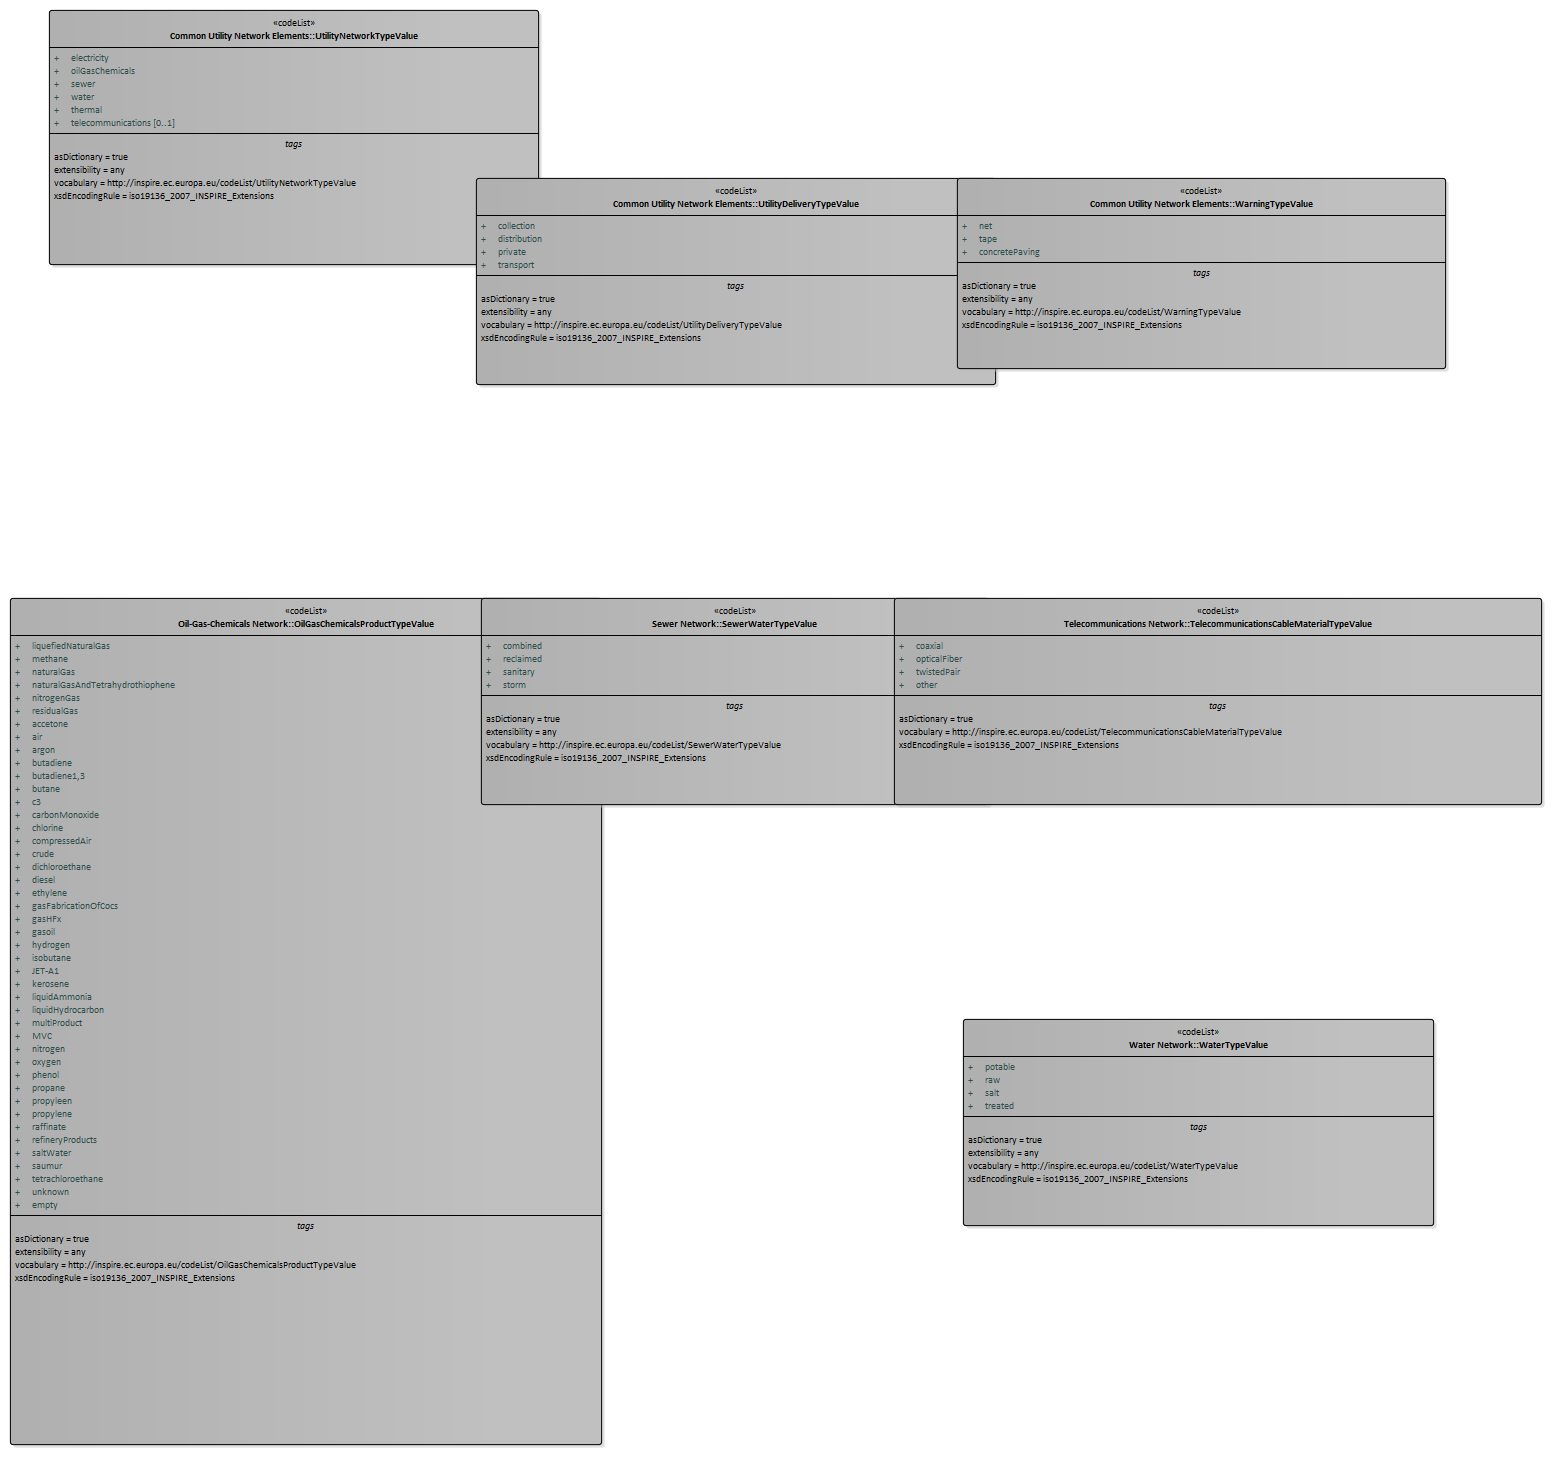 «codeList»
Common Utility Network Elements::UtilityNetworkTypeValue
+ electricity
+ oilGasChemicals
+ sewer
+ water
+ thermal
+ telecommunications [0..1]
tags
asDictionary = true
extensibility = any
vocabulary = http://inspire.ec.europa.eu/codeList/UtilityNetworkTypeValue
xsdEncodingRule = iso19136_2007_INSPIRE_Extensions
«codeList»
Common Utility Network Elements::UtilityDeliveryTypeValue
+ collection
+ distribution
+ private
+ transport
tags
asDictionary = true
extensibility = any
vocabulary = http://inspire.ec.europa.eu/codeList/UtilityDeliveryTypeValue
xsdEncodingRule = iso19136_2007_INSPIRE_Extensions
«codeList»
Common Utility Network Elements::WarningTypeValue
+ net
+ tape
+ concretePaving
tags
asDictionary = true
extensibility = any
vocabulary = http://inspire.ec.europa.eu/codeList/WarningTypeValue
xsdEncodingRule = iso19136_2007_INSPIRE_Extensions
«codeList»
Oil-Gas-Chemicals Network::OilGasChemicalsProductTypeValue
+ liquefiedNaturalGas
+ methane
+ naturalGas
+ naturalGasAndTetrahydrothiophene
+ nitrogenGas
+ residualGas
+ accetone
+ air
+ argon
+ butadiene
+ butadiene1,3
+ butane
+ c3
+ carbonMonoxide
+ chlorine
+ compressedAir
+ crude
+ dichloroethane
+ diesel
+ ethylene
+ gasFabricationOfCocs
+ gasHFx
+ gasoil
+ hydrogen
+ isobutane
+ JET-A1
+ kerosene
+ liquidAmmonia
+ liquidHydrocarbon
+ multiProduct
+ MVC
+ nitrogen
+ oxygen
+ phenol
+ propane
+ propyleen
+ propylene
+ raffinate
+ refineryProducts
+ saltWater
+ saumur
+ tetrachloroethane
+ unknown
+ empty
tags
asDictionary = true
extensibility = any
vocabulary = http://inspire.ec.europa.eu/codeList/OilGasChemicalsProductTypeValue
xsdEncodingRule = iso19136_2007_INSPIRE_Extensions
«codeList»
Sewer Network::SewerWaterTypeValue
+ combined
+ reclaimed
+ sanitary
+ storm
tags
asDictionary = true
extensibility = any
vocabulary = http://inspire.ec.europa.eu/codeList/SewerWaterTypeValue
xsdEncodingRule = iso19136_2007_INSPIRE_Extensions
«codeList»
Telecommunications Network::TelecommunicationsCableMaterialTypeValue
+ coaxial
+ opticalFiber
+ twistedPair
+ other
tags
asDictionary = true
vocabulary = http://inspire.ec.europa.eu/codeList/TelecommunicationsCableMaterialTypeValue
xsdEncodingRule = iso19136_2007_INSPIRE_Extensions
«codeList»
Water Network::WaterTypeValue
+ potable
+ raw
+ salt
+ treated
tags
asDictionary = true
extensibility = any
vocabulary = http://inspire.ec.europa.eu/codeList/WaterTypeValue
xsdEncodingRule = iso19136_2007_INSPIRE_Extensions